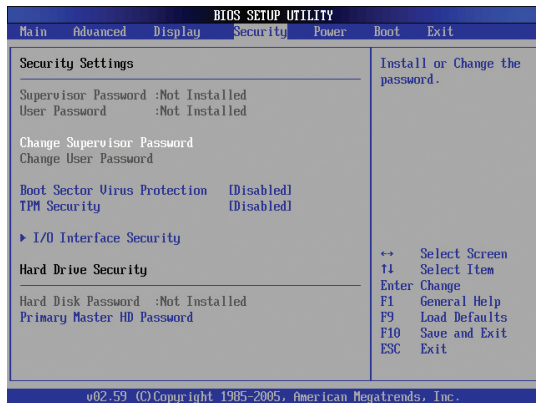 BIOS SETUP UTILITY
Main Advanced Display Security Power Boot Exit
Security Settings
Supervisor Password :Not Installed
User Password :Not Installed
Change Supervisor Password
Change User Password
Boot Sector Virus Protection [Disabled]
TPM Security [Disabled]
I/O Interface Security
Hard Drive Security
Hard Disk Password :Not Installed
Primary Master HD Password
Install or Change the
password.
↔ Select Screen
↑↓ Select Item
Enter Change
F1 General Help
F9 Load Defaults
F10 Save and Exit
ESC Exit
v02.59 (C)Copyright 1985-2005, American Megatrends, Inc.